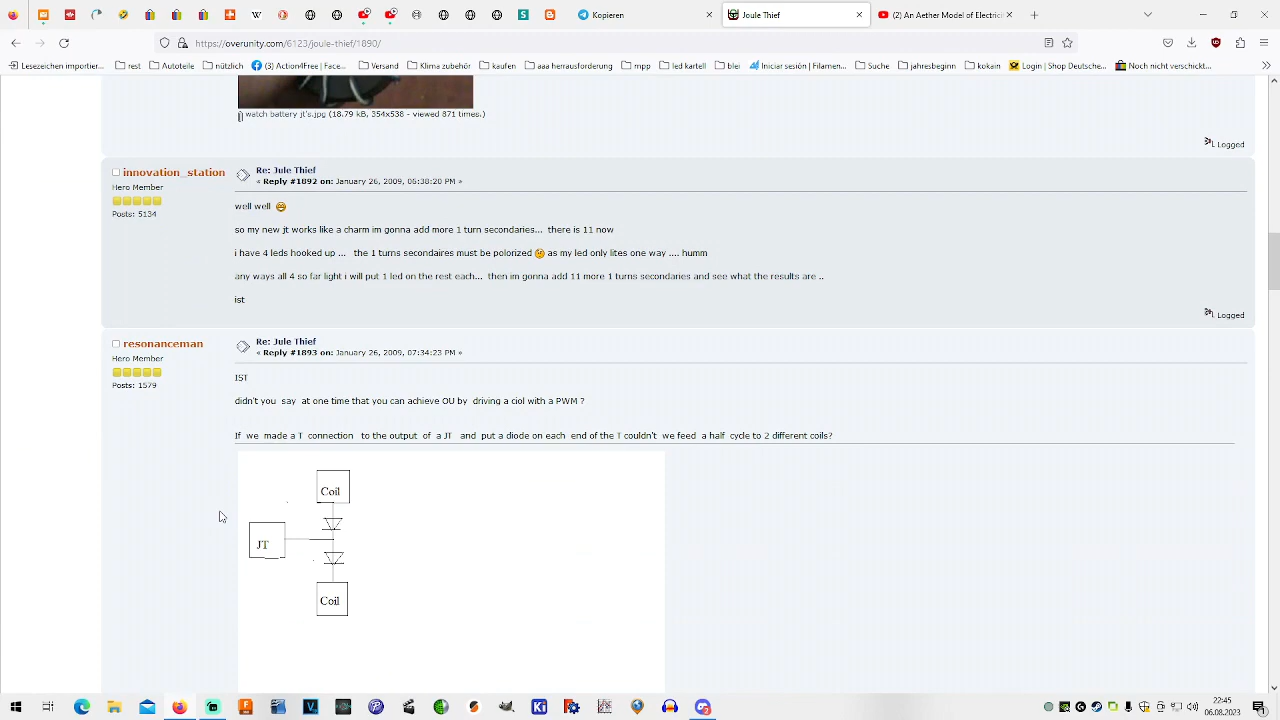 Kopieren
Joule Thief
(2) An Aether Model of Electrici
https://overunity.com/6123/joule-thief/1890/
Lesezeichen importier...
rest
Autoteile
nützlich
(3) Action4Free | Face...
Versand
Klima zubehör
kaufen
aaa herrausforderung
mpp
led kartell
blei
Iniciar sesión | Filamen...
Suche
jahresbeginn
kokain
Login | Shop Deutsche...
Noch nicht verschickt...
watch battery jt's.jpg (18.79 kB, 354x538 - viewed 871 times.)
Logged
innovation_station
Hero Member
Posts: 5134
Re: Jule Thief
« Reply #1892 on: January 26, 2009, 06:38:20 PM »
well well
so my new jt works like a charm im gonna add more 1 turn secondaries... there is 11 now
i have 4 leds hooked up ... the 1 turns secondaires must be polorized as my led only lites one way .... humm
any ways all 4 so far light i will put 1 led on the rest each... then im gonna add 11 more 1 turns secondaries and see what the results are ..
ist
Logged
resonanceman
Hero Member
Posts: 1579
Re: Jule Thief
« Reply #1893 on: January 26, 2009, 07:34:23 PM »
IST
didn't you say at one time that you can achieve OU by driving a ciol with a PWM ?
If we made a T connection to the output of a JT and put a diode on each end of the T couldn't we feed a half cycle to 2 different coils?
Coil
JT
Coil
22:45
06.08.2023